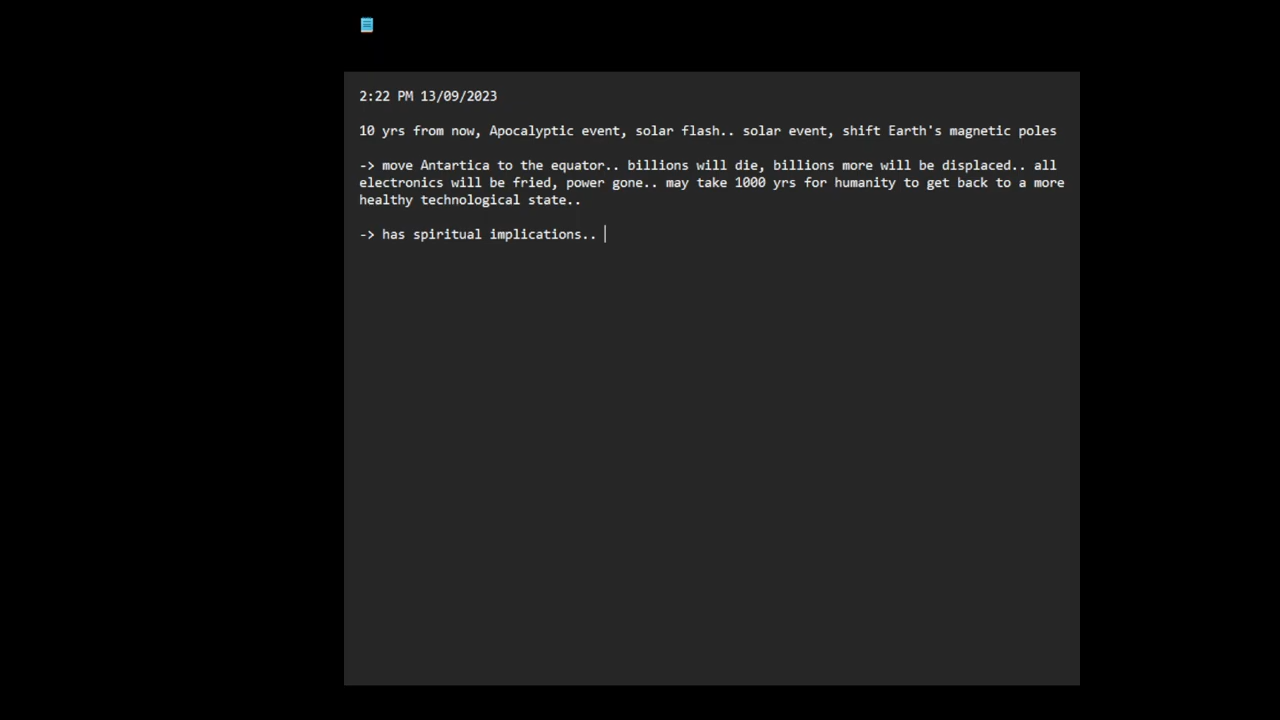 2:22 PM 13/09/2023
10 yrs from now, Apocalyptic event, solar flash.. solar event, shift Earth's magnetic poles
-> move Antartica to the equator.. billions will die, billions more will be displaced.. all
electronics will be fried, power gone.. may take 1000 yrs for humanity to get back to a more
healthy technological state..
-> has spiritual implications..